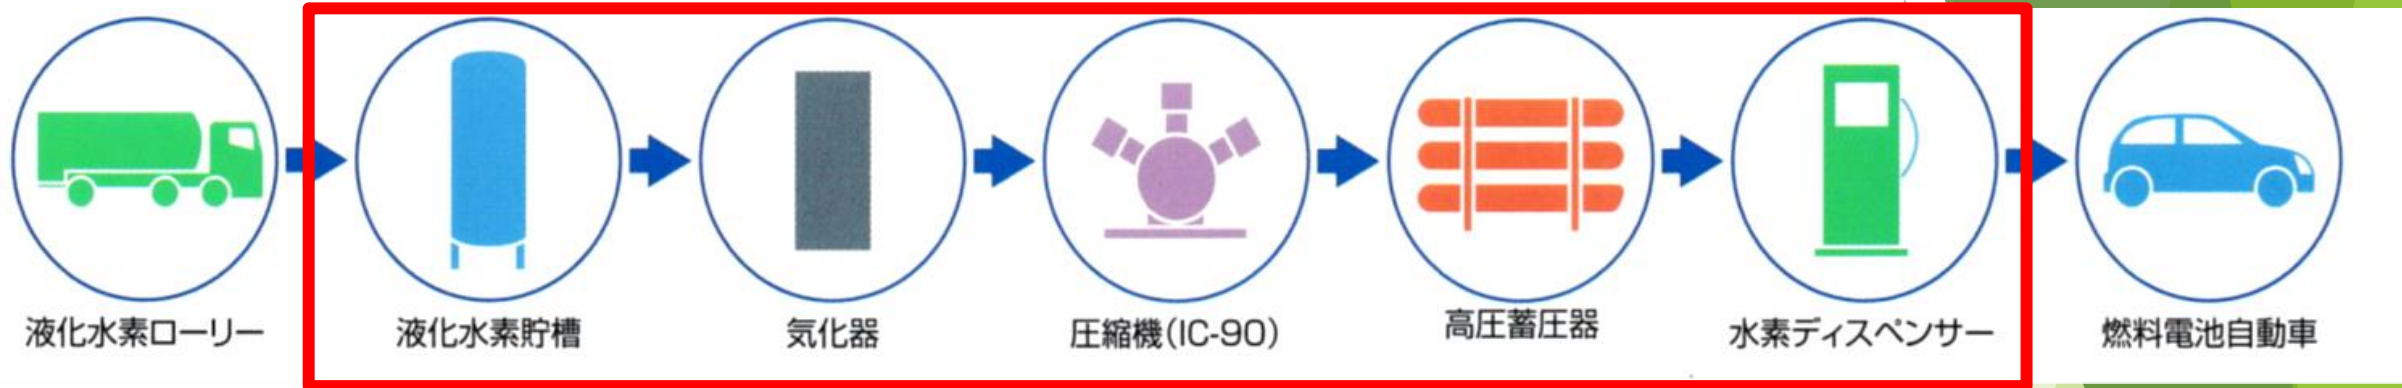 液化水素ローリー
液化水素貯槽
気化器
圧縮機(IC-90)
高圧蓄圧器
水素ディスペンサー
燃料電池自動車